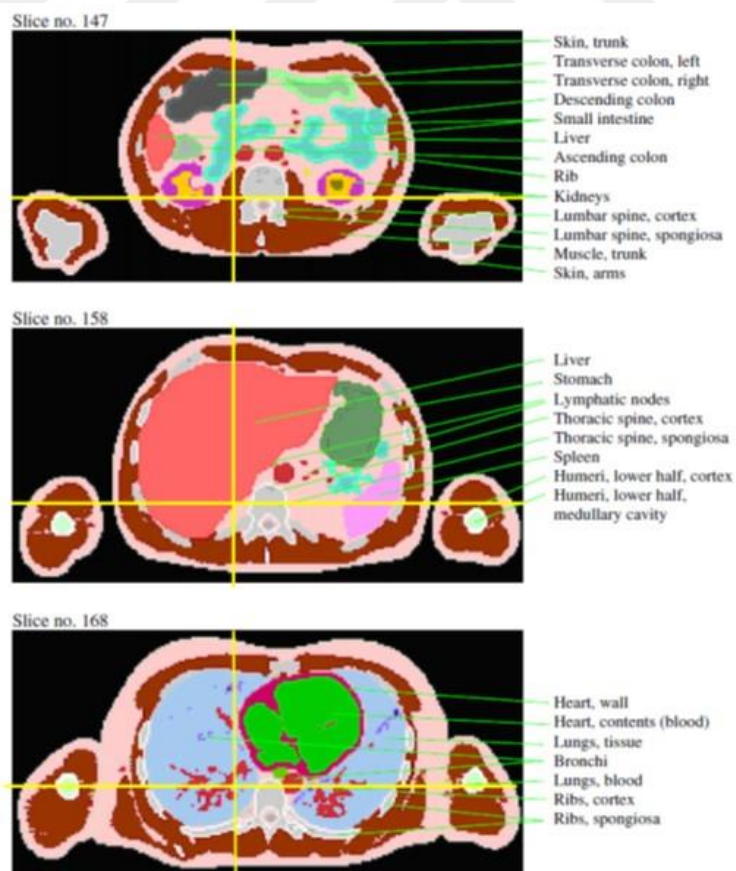 Slice no. 147
Skin, trunk
Transverse colon, left
Transverse colon, right
Descending colon
Small intestine
Liver
Ascending colon
Rib
Kidneys
Lumbar spine, cortex
Lumbar spine, spongiosa
Muscle, trunk
Skin, arms
Slice no. 158
Liver
Stomach
Lymphatic nodes
Thoracic spine, cortex
Thoracic spine, spongiosa
Spleen
Humeri, lower half, cortex
Humeri, lower half,
medullary cavity
Slice no. 168
Heart, wall
Heart, contents (blood)
Lungs, tissue
Bronchi
Lungs, blood
Ribs, cortex
Ribs, spongiosa